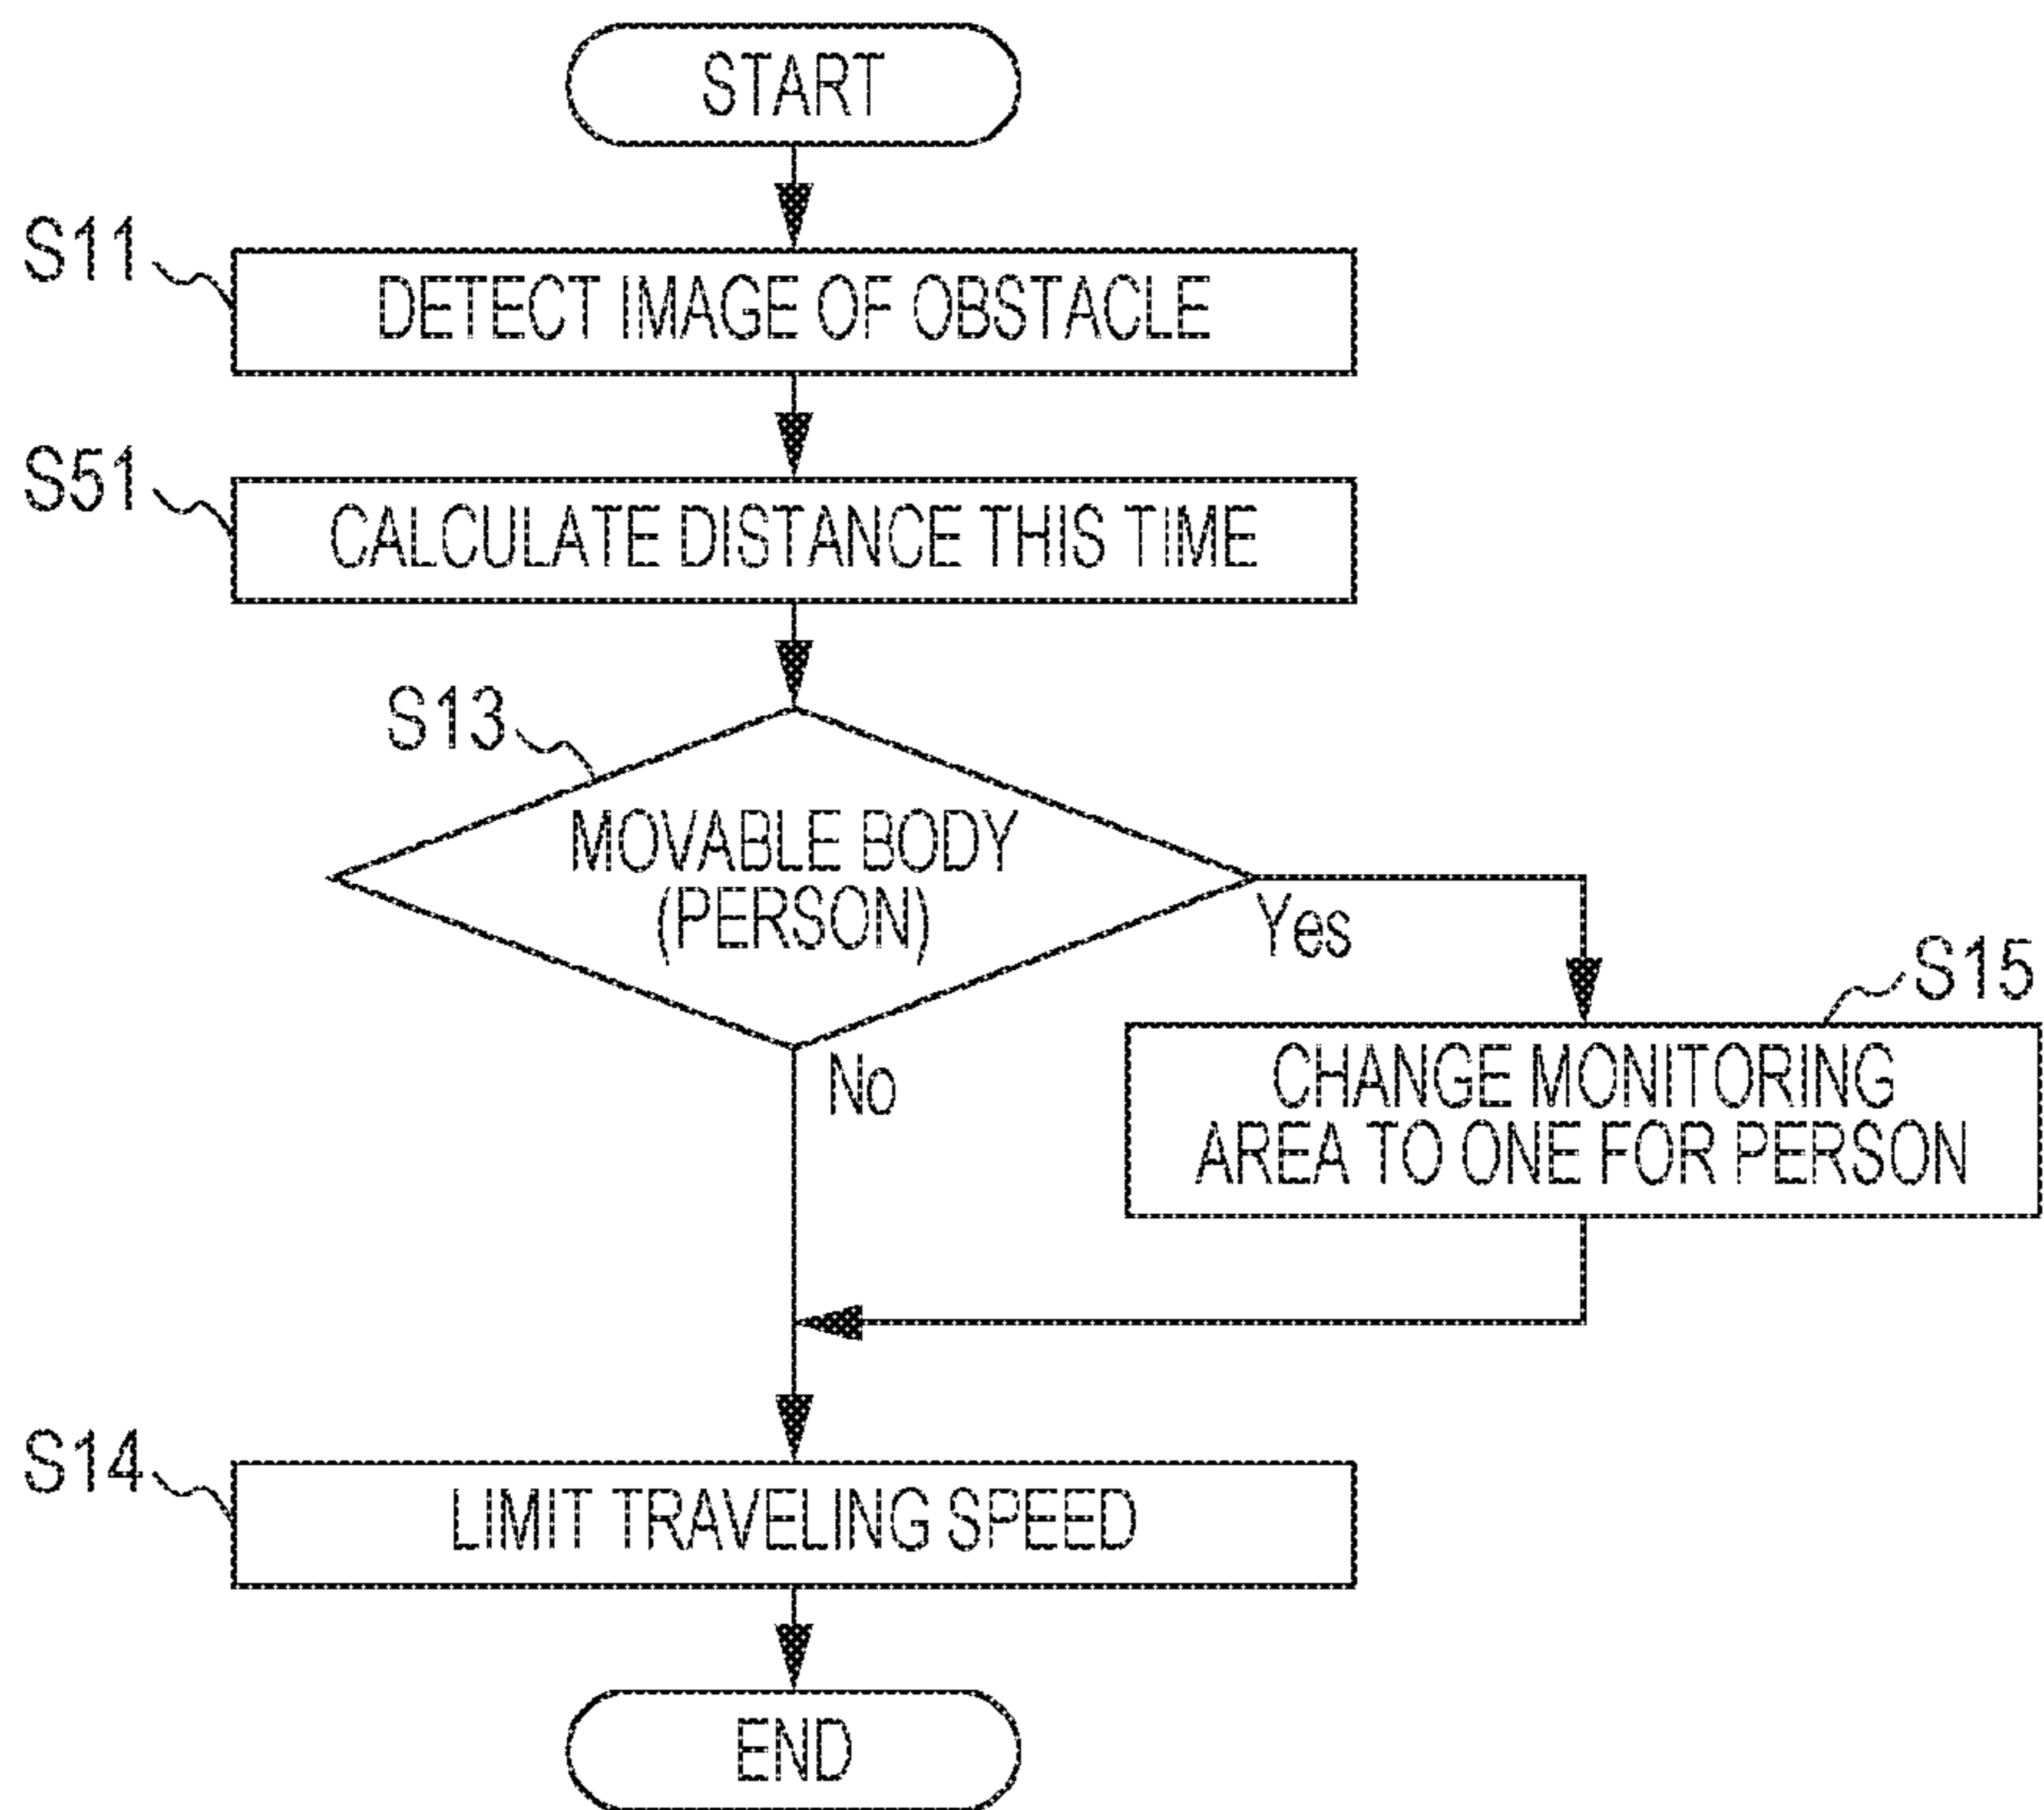 START
S11
DETECT IMAGE OF OBSTACLE
S51
CALCULATE DISTANCE THIS TIME
S13
MOVABLE BODY
(PERSON)
Yes
No
S15
CHANGE MONITORING
AREA TO ONE FOR PERSON
S14
LIMIT TRAVELING SPEED
END